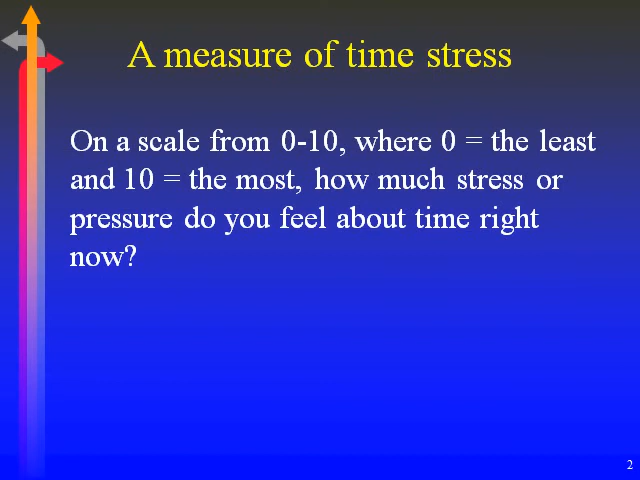 A measure of time stress
On a scale from 0-10, where 0 = the least
and 10 = the most, how much stress or
pressure do you feel about time right
now?
2